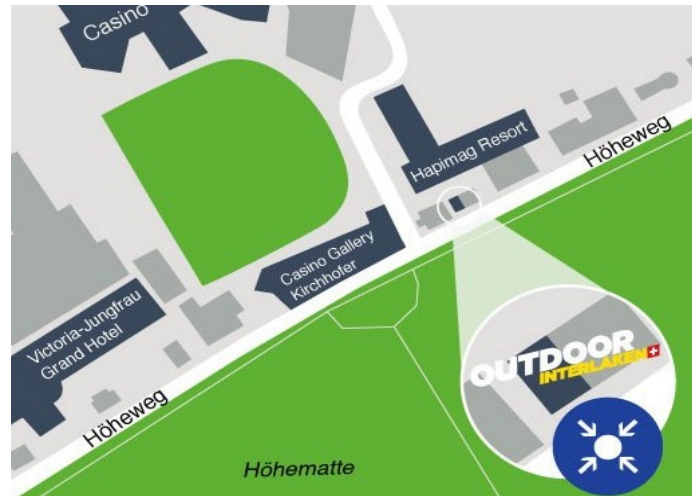 Casino
Hapimag Resort
Höheweg
Casino Gallery
Kirchhofer
Victoria-Jungfrau
Grand Hotel
OUTDOOR
INTERLAKEN
Höheweg
Höhematte